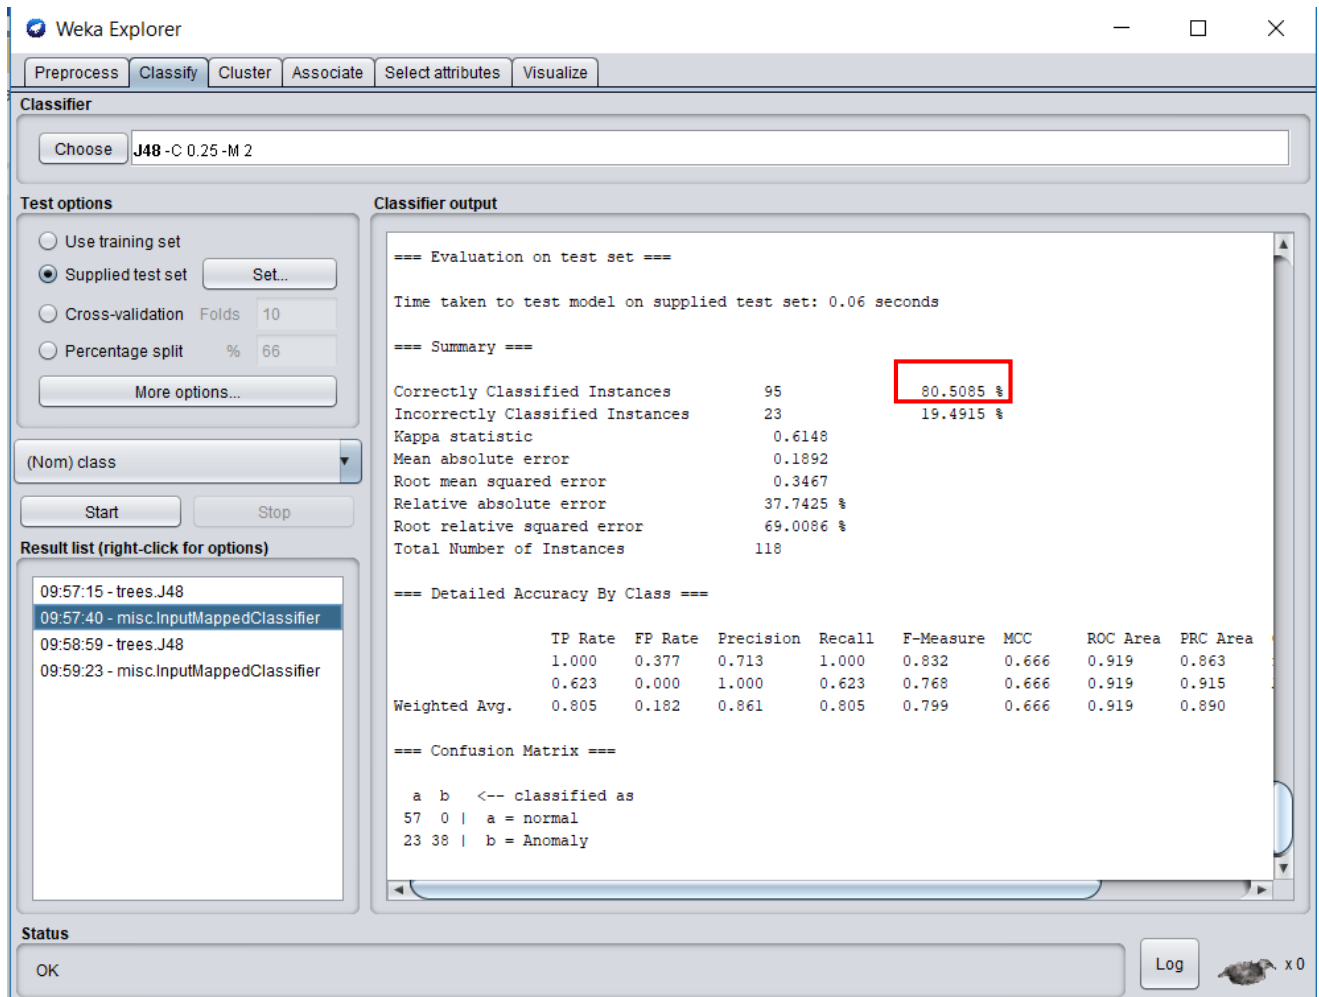 Weka Explorer
Preprocess Classify Cluster Associate Select attributes Visualize
Classifier
Choose J48 -C 0.25 -M 2
Test options
Use training set
Supplied test set Set...
Cross-validation Folds 10
Percentage split % 66
More options...
(Nom) class
Start Stop
Result list (right-click for options)
09:57:15 - trees.J48
09:57:40 - misc.InputMappedClassifier
09:58:59 - trees.J48
09:59:23 - misc.InputMappedClassifier
Classifier output
=== Evaluation on test set ===
Time taken to test model on supplied test set: 0.06 seconds
=== Summary ===
Correctly Classified Instances 95 80.5085 %
Incorrectly Classified Instances 23 19.4915 %
Kappa statistic 0.6148
Mean absolute error 0.1892
Root mean squared error 0.3467
Relative absolute error 37.7425 %
Root relative squared error 69.0086 %
Total Number of Instances 118
=== Detailed Accuracy By Class ===
TP Rate FP Rate Precision Recall F-Measure MCC ROC Area PRC Area
1.000 0.377 0.713 1.000 0.832 0.666 0.919 0.863
0.623 0.000 1.000 0.623 0.768 0.666 0.919 0.915
Weighted Avg. 0.805 0.182 0.861 0.805 0.799 0.666 0.919 0.890
=== Confusion Matrix ===
a b <-- classified as
57 0 | a = normal
23 38 | b = Anomaly
Status
OK
Log x 0